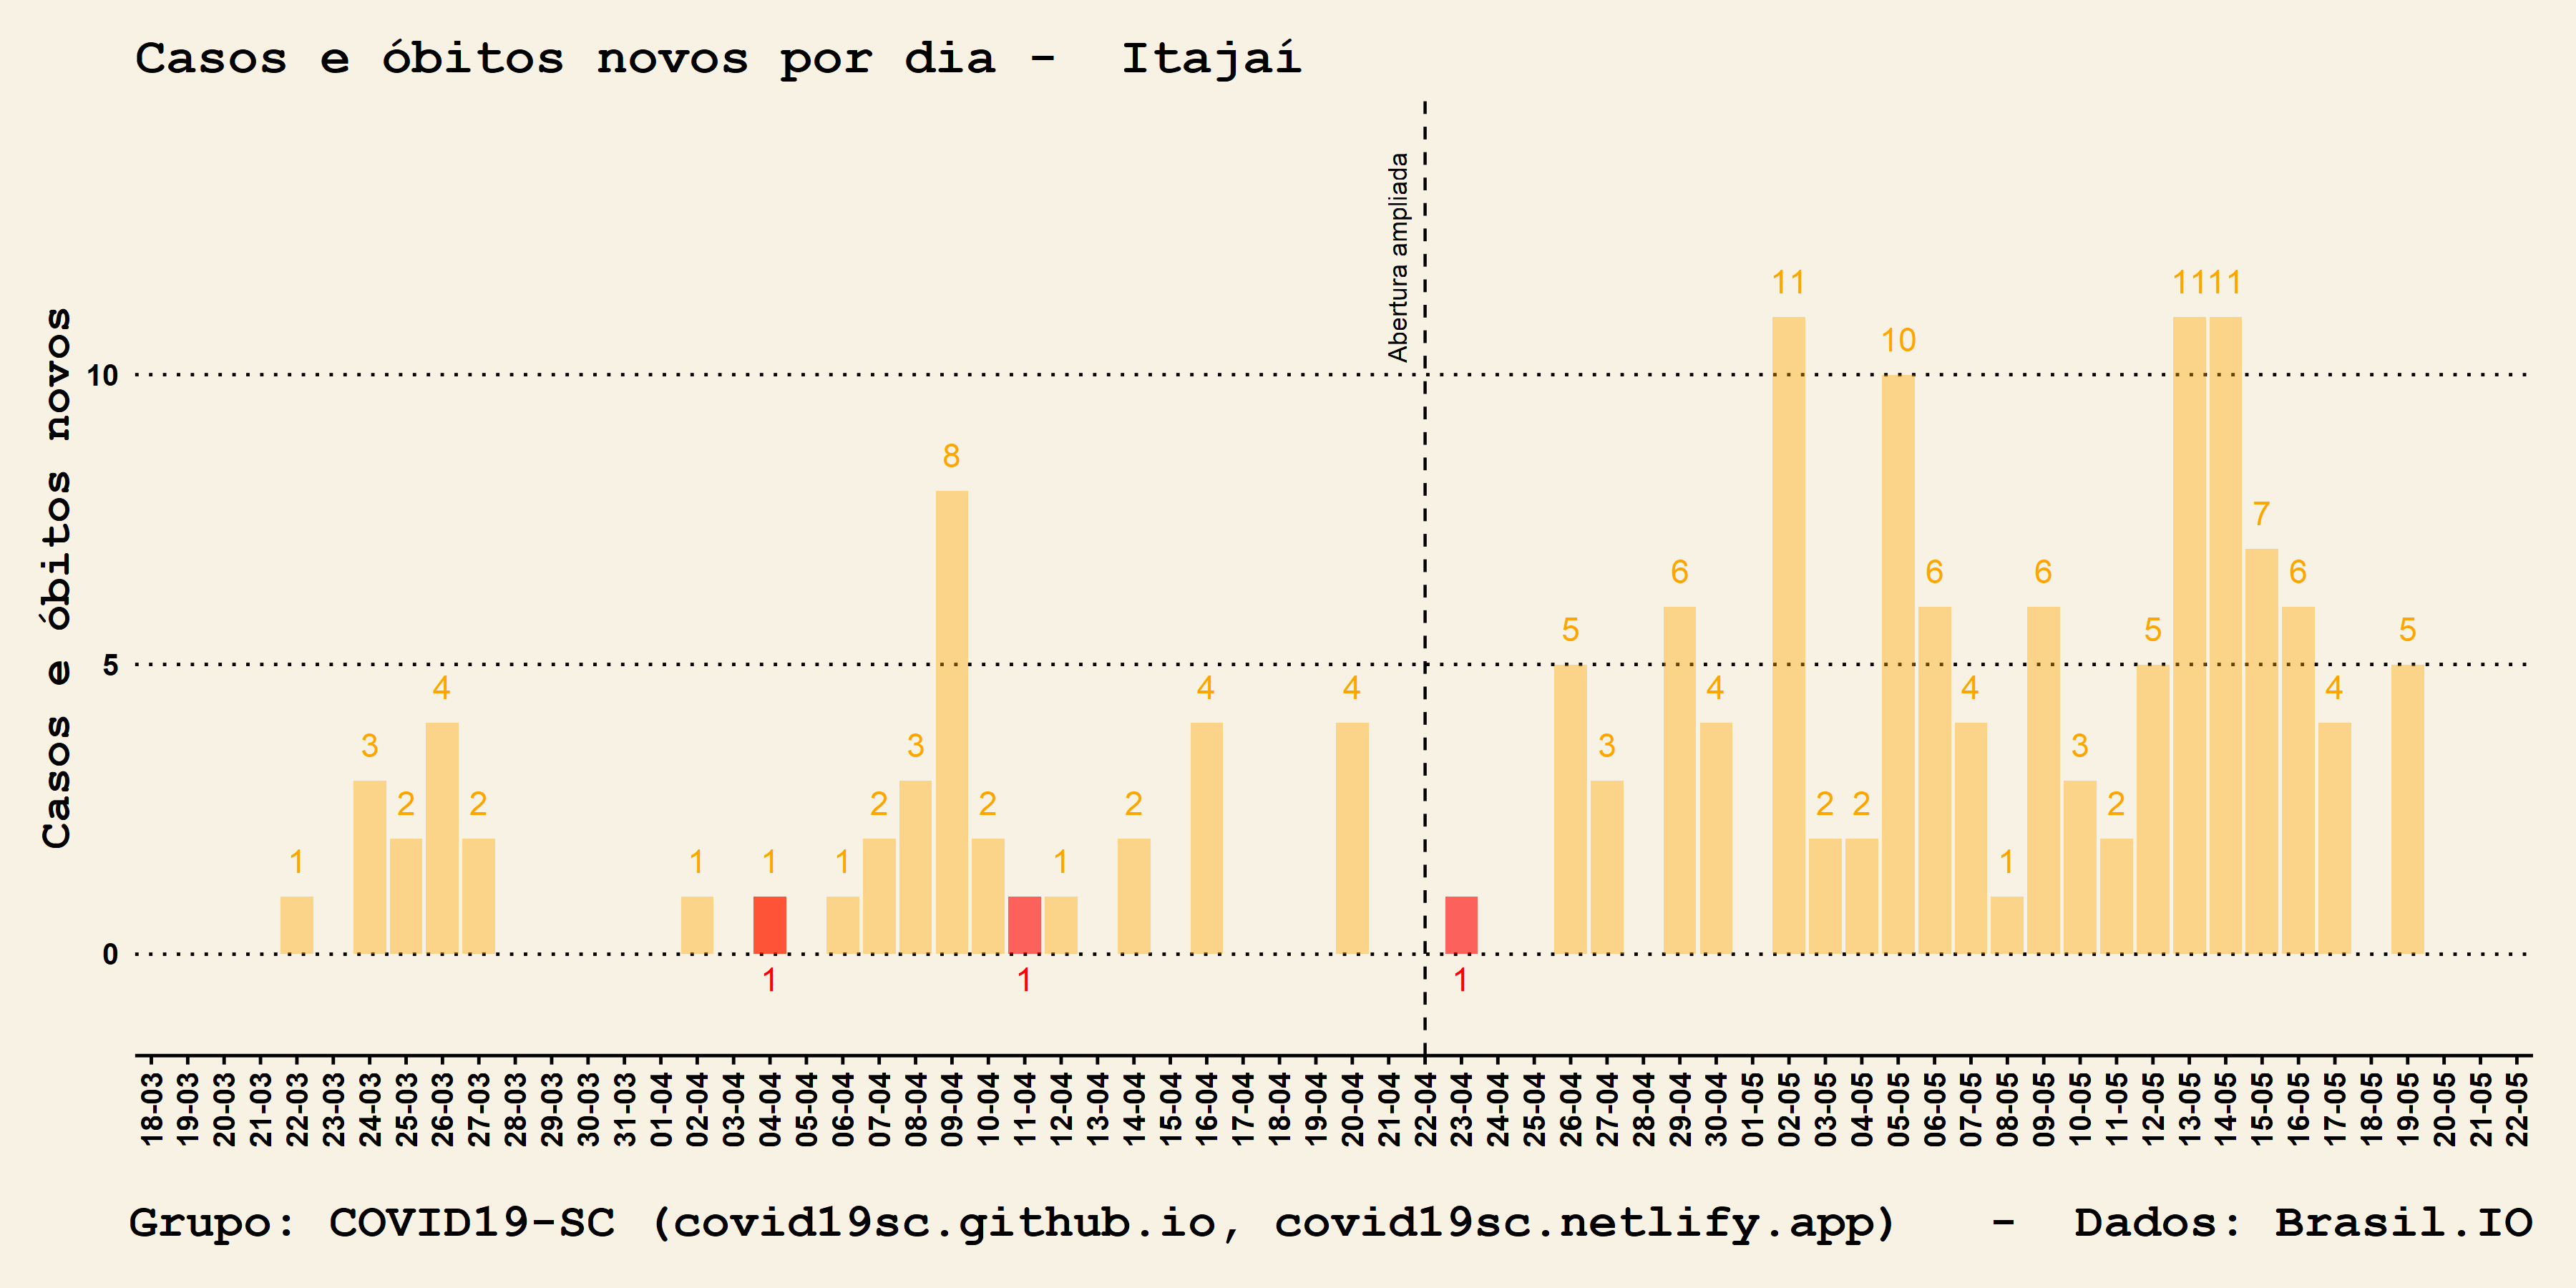 Casos e óbitos novos por dia -  Itajaí
Abertura ampliada
Casos e óbitos novos
10
5
0
1 3 2 4 2 1 1 1 2 3 8 2 1 2 4 4 5 3 6 4 11 2 2 10 6 4 1 6 3 2 5 11 11 7 6 4 5
1 1 1
18-03 19-03 20-03 21-03 22-03 23-03 24-03 25-03 26-03 27-03 28-03 29-03 30-03 31-03 01-04 02-04 03-04 04-04 05-04 06-04 07-04 08-04 09-04 10-04 11-04 12-04 13-04 14-04 15-04 16-04 17-04 18-04 19-04 20-04 21-04 22-04 23-04 24-04 25-04 26-04 27-04 28-04 29-04 30-04 01-05 02-05 03-05 04-05 05-05 06-05 07-05 08-05 09-05 10-05 11-05 12-05 13-05 14-05 15-05 16-05 17-05 18-05 19-05 20-05 21-05 22-05
Grupo: COVID19-SC (covid19sc.github.io, covid19sc.netlify.app)   -  Dados: Brasil.IO